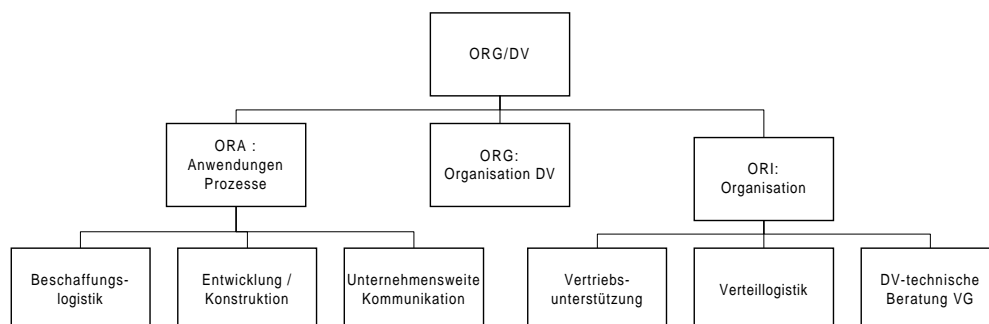 ORG/DV
ORA :
Anwendungen
Prozesse
ORG:
Organisation DV
ORI:
Organisation
Beschaffungs-
logistik
Entwicklung /
Konstruktion
Unternehmensweite
Kommunikation
Vertriebs-
unterstützung
Verteillogistik
DV-technische
Beratung VG